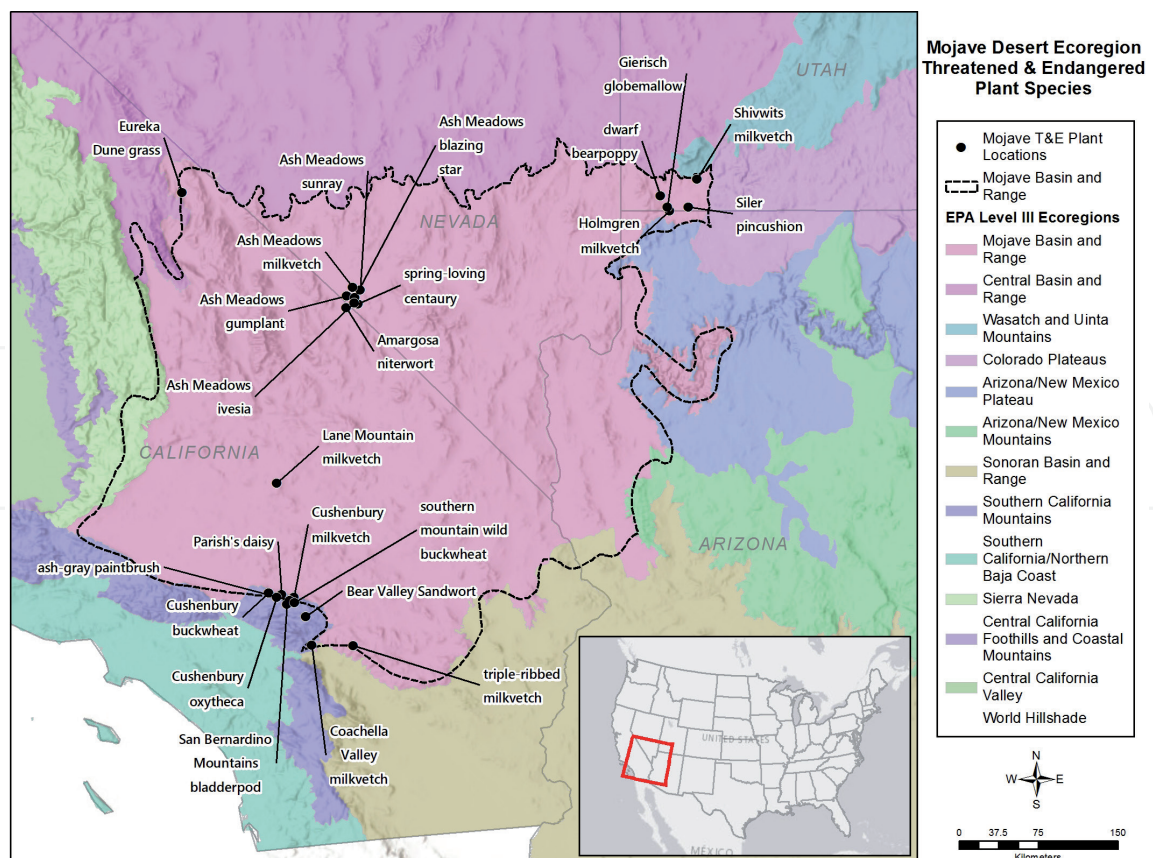 Mojave Desert Ecoregion
Threatened & Endangered
Plant Species
Mojave T&E Plant
Locations
Mojave Basin and
Range
EPA Level III Ecoregions
Mojave Basin and
Range
Central Basin and
Range
Wasatch and Uinta
Mountains
Colorado Plateaus
Arizona/New Mexico
Plateau
Arizona/New Mexico
Mountains
Sonoran Basin and
Range
Southern California
Mountains
Southern
California/Northern
Baja Coast
Sierra Nevada
Central California
Foothills and Coastal
Mountains
Central California
Valley
World Hillshade
N
W
E
S
0
37.5
75
150
Kilometers
UTAH
NEVADA
CALIFORNIA
ARIZONA
Gierisch
globemallow
Shivwits
milkvetch
dwarf
bearpoppy
Siler
pincushion
Holmgren
milkvetch
Eureka
Dune grass
Ash Meadows
sunray
Ash Meadows
blazing
star
Ash Meadows
milkvetch
spring-loving
centaury
Ash Meadows
gumplant
Amargosa
niterwort
Ash Meadows
ivesia
Lane Mountain
milkvetch
Cushenbury
milkvetch
southern
mountain wild
buckwheat
Parish's daisy
ash-gray paintbrush
Bear Valley Sandwort
Cushenbury
buckwheat
Cushenbury
oxytheca
San Bernardino
Mountains
bladderpod
Coachella
Valley
milkvetch
triple-ribbed
milkvetch
UNITED STATES
MÉXICO